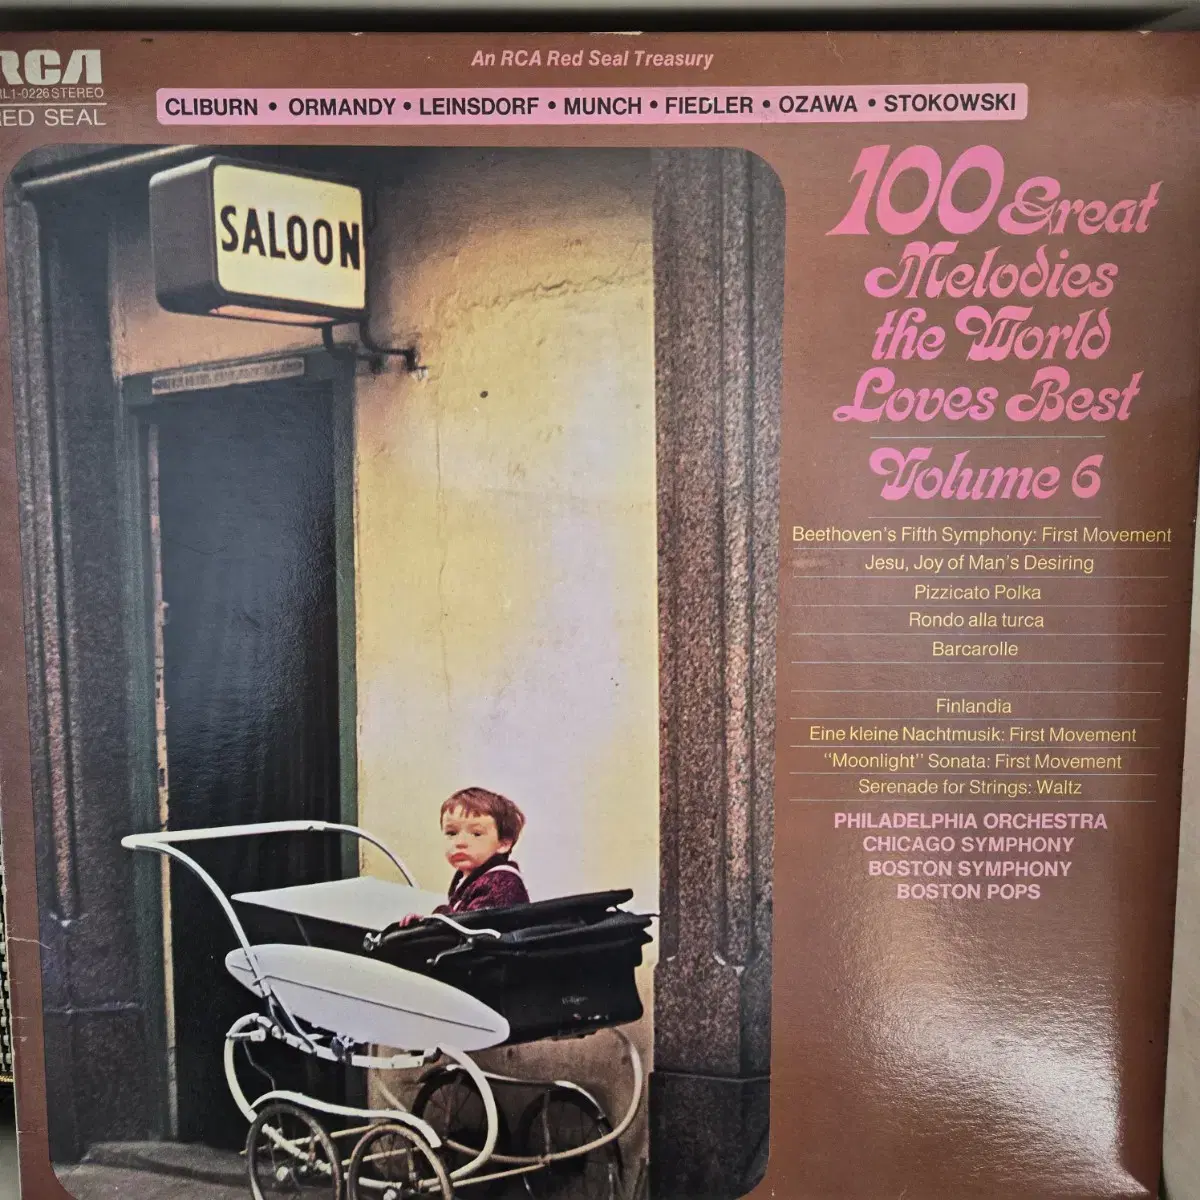 An RCA Red Seal Treasury
RCA
RL1-0226 STEREO
RED SEAL
CLIBURN • ORMANDY • LEINSDORF • MUNCH • FIEDLER • OZAWA • STOKOWSKI
SALOON
100 Great
Melodies
the World
Loves Best
Volume 6
Beethoven's Fifth Symphony: First Movement
Jesu, Joy of Man's Desiring
Pizzicato Polka
Rondo alla turca
Barcarolle
Finlandia
Eine kleine Nachtmusik: First Movement
"Moonlight" Sonata: First Movement
Serenade for Strings: Waltz
PHILADELPHIA ORCHESTRA
CHICAGO SYMPHONY
BOSTON SYMPHONY
BOSTON POPS